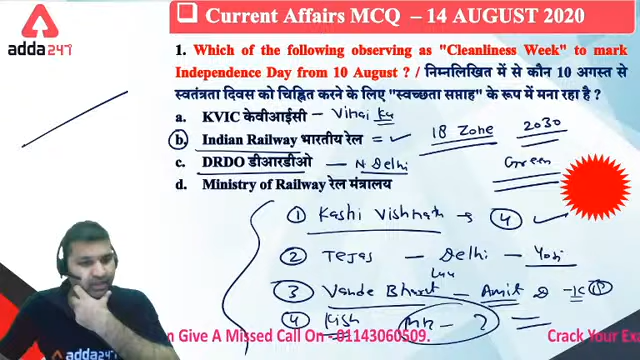 adda247
Current Affairs MCQ – 14 AUGUST 2020
1. Which of the following observing as "Cleanliness Week" to mark
Independence Day from 10 August ? / निम्नलिखित में से कौन 10 अगस्त से
स्वतंत्रता दिवस को चिह्नित करने के लिए "स्वच्छता सप्ताह" के रूप में मना रहा है ?
a. KVIC केवीआईसी – Vinai
b. Indian Railway भारतीय रेल = 18 Zone 2030
c. DRDO डीआरडीओ – N Delhi Green
d. Ministry of Railway रेल मंत्रालय
① Kashi Vishnath → ④
② Tejas – Delhi –
③ Vande Bharat – Amit
④ Kish
n Give A Missed Call On -01143060509.
Crack Your Ex
adda247